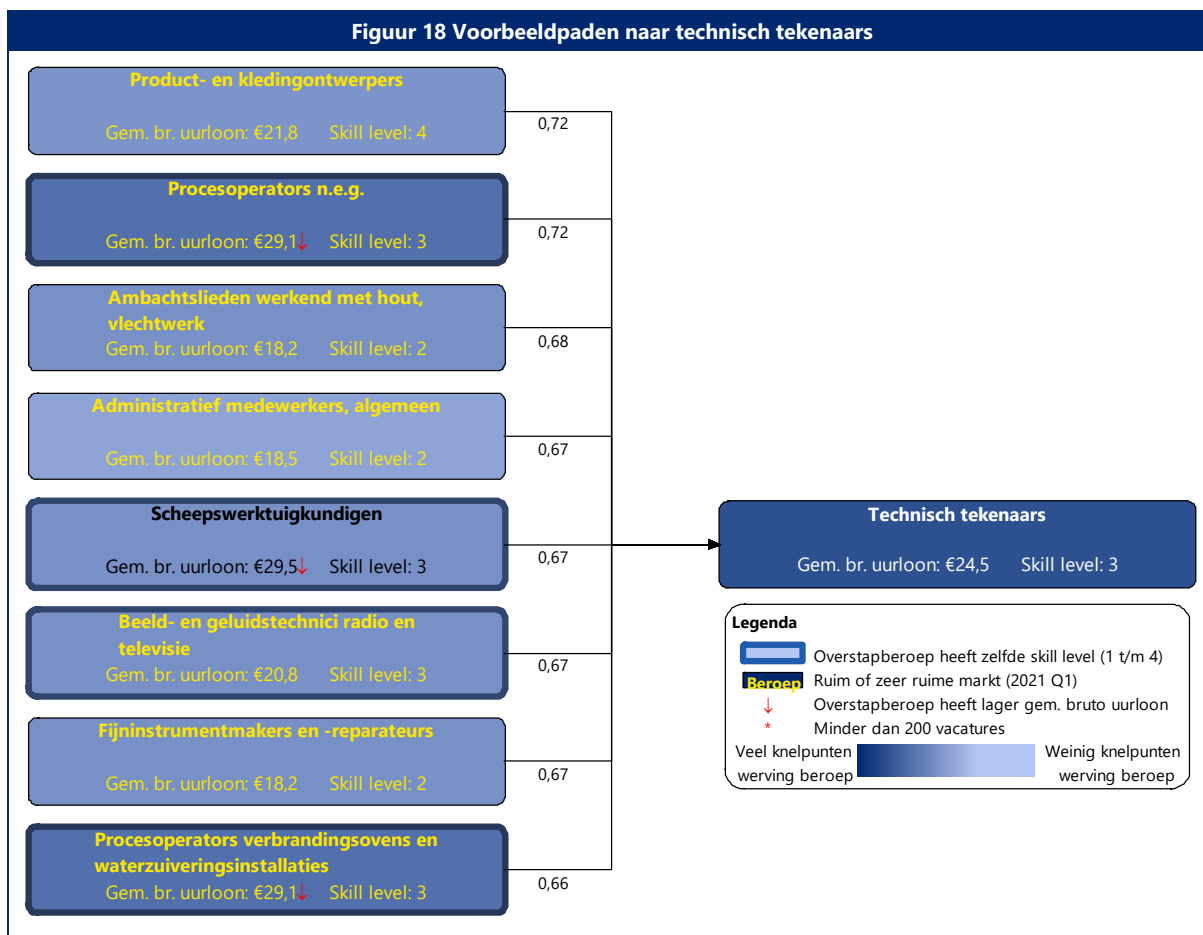 Figuur 18 Voorbeeldpaden naar technisch tekenaars
Product- en kledingontwerpers
Gem. br. uurloon: €21,8 Skill level: 4
0,72
Procesoperators n.e.g.
Gem. br. uurloon: €29,1↓ Skill level: 3
0,72
Ambachtslieden werkend met hout,
vlechtwerk
Gem. br. uurloon: €18,2 Skill level: 2
0,68
Administratief medewerkers, algemeen
Gem. br. uurloon: €18,5 Skill level: 2
0,67
Scheepswerktuigkundigen
Gem. br. uurloon: €29,5↓ Skill level: 3
0,67
Beeld- en geluidstechnici radio en
televisie
Gem. br. uurloon: €20,8 Skill level: 3
0,67
Fijninstrumentmakers en -reparateurs
Gem. br. uurloon: €18,2 Skill level: 2
0,67
Procesoperators verbrandingsovens en
waterzuiveringsinstallaties
Gem. br. uurloon: €29,1↓ Skill level: 3
0,66
Technisch tekenaars
Gem. br. uurloon: €24,5 Skill level: 3
Legenda
Overstapberoep heeft zelfde skill level (1 t/m 4)
Beroep Ruim of zeer ruime markt (2021 Q1)
↓ Overstapberoep heeft lager gem. bruto uurloon
* Minder dan 200 vacatures
Veel knelpunten Weinig knelpunten
werving beroep werving beroep